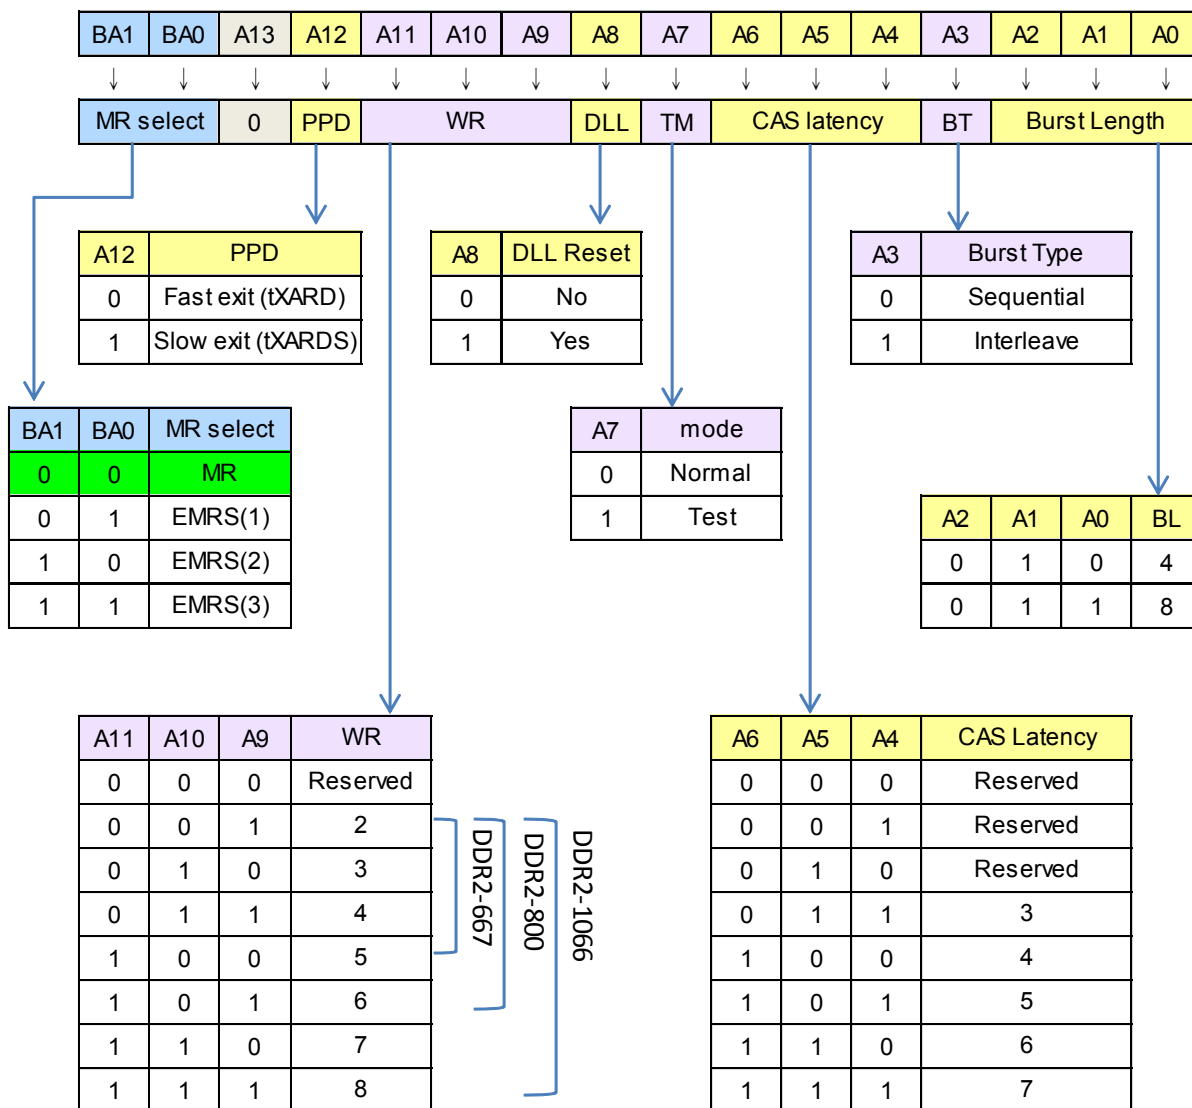 BA1 BA0 A13 A12 A11 A10 A9 A8 A7 A6 A5 A4 A3 A2 A1 A0
MR select 0 PPD WR DLL TM CAS latency BT Burst Length
A12 PPD
0 Fast exit (tXARD)
1 Slow exit (tXARDS)
A8 DLL Reset
0 No
1 Yes
A3 Burst Type
0 Sequential
1 Interleave
BA1 BA0 MR select
0 0 MR
0 1 EMRS(1)
1 0 EMRS(2)
1 1 EMRS(3)
A7 mode
0 Normal
1 Test
A2 A1 A0 BL
0 1 0 4
0 1 1 8
A11 A10 A9 WR
0 0 0 Reserved
0 0 1 2
0 1 0 3
0 1 1 4
1 0 0 5
1 0 1 6
1 1 0 7
1 1 1 8
DDR2-667
DDR2-800
DDR2-1066
A6 A5 A4 CAS Latency
0 0 0 Reserved
0 0 1 Reserved
0 1 0 Reserved
0 1 1 3
1 0 0 4
1 0 1 5
1 1 0 6
1 1 1 7